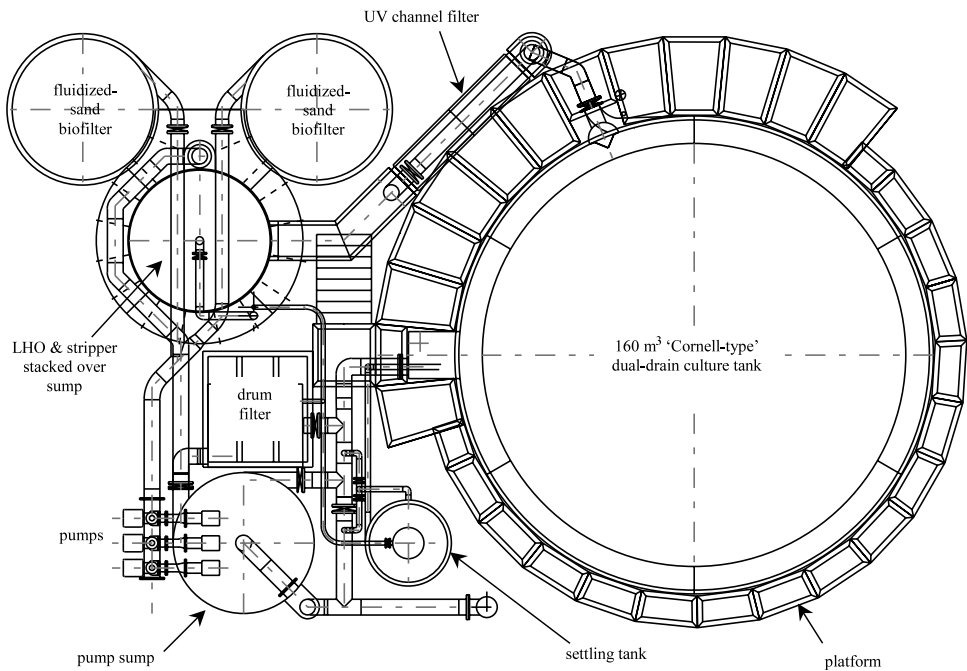 UV channel filter
fluidized-
sand
biofilter
fluidized-
sand
biofilter
LHO & stripper
stacked over
sump
160 m³ ‘Cornell-type’
dual-drain culture tank
drum
filter
pumps
pump sump
settling tank
platform